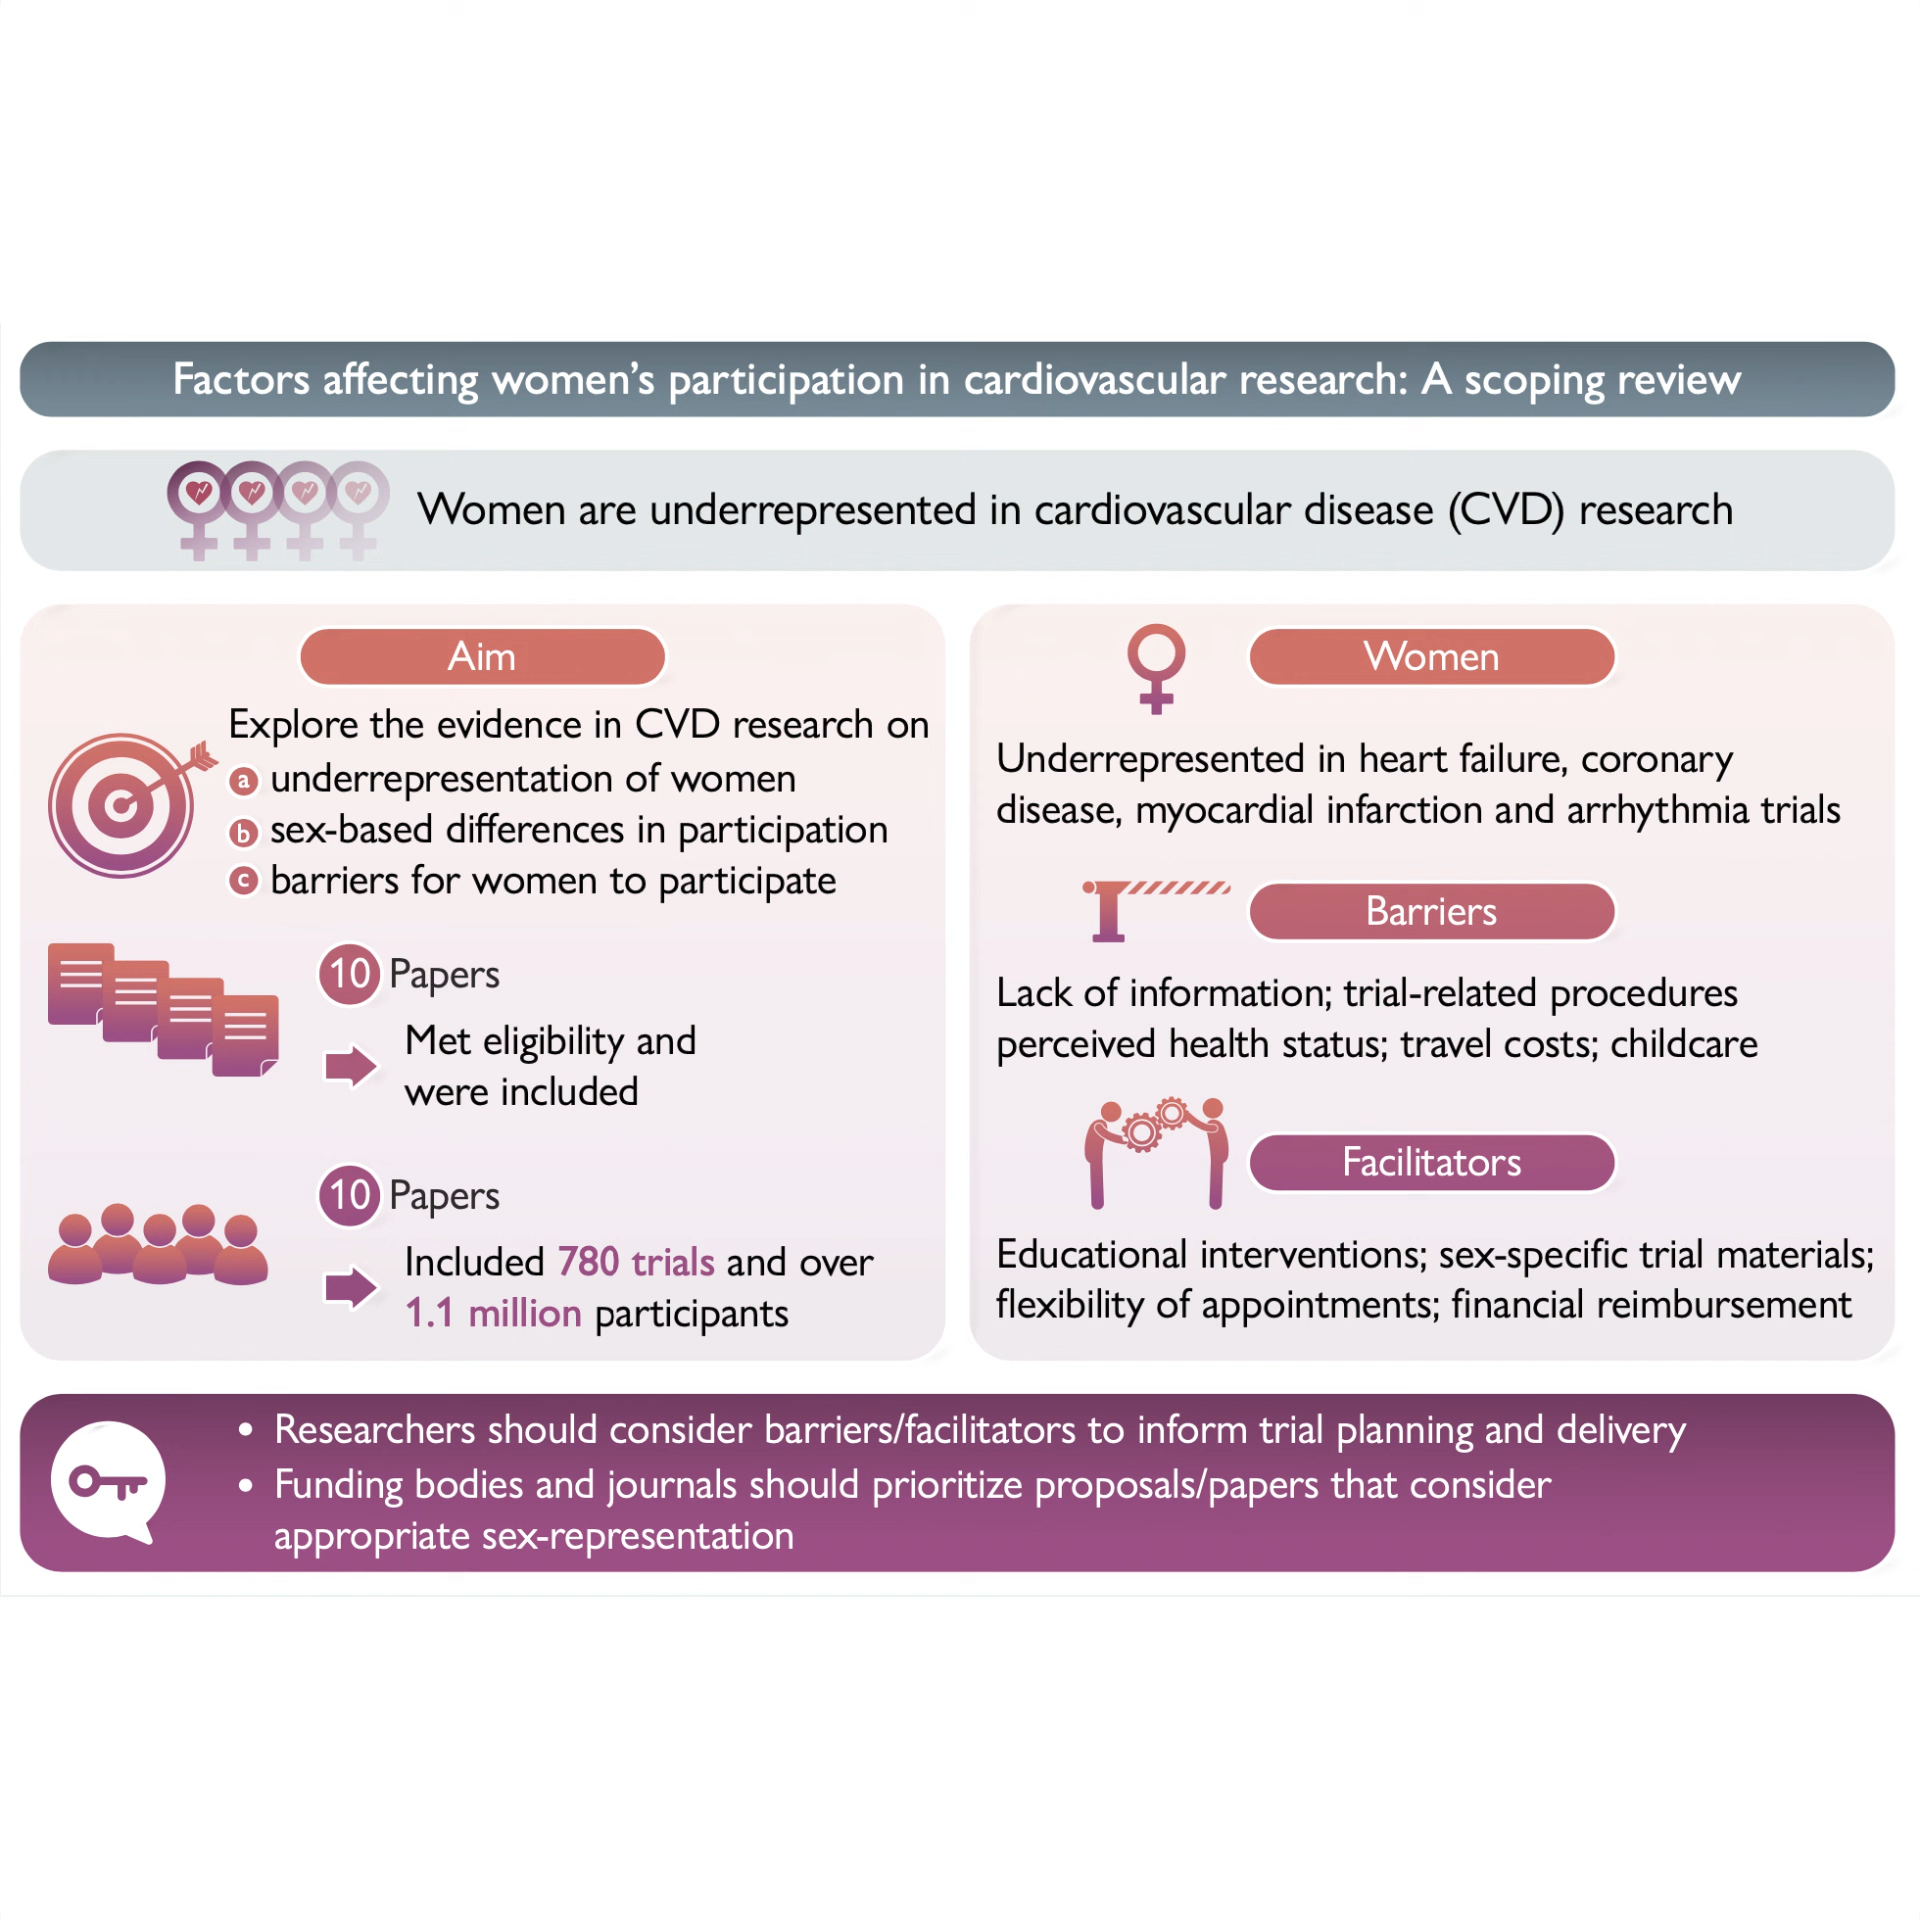 Factors affecting women’s participation in cardiovascular research: A scoping review
Women are underrepresented in cardiovascular disease (CVD) research
Aim
Explore the evidence in CVD research on
a underrepresentation of women
b sex-based differences in participation
c barriers for women to participate
10 Papers
Met eligibility and
were included
10 Papers
Included 780 trials and over
1.1 million participants
Women
Underrepresented in heart failure, coronary
disease, myocardial infarction and arrhythmia trials
Barriers
Lack of information; trial-related procedures
perceived health status; travel costs; childcare
Facilitators
Educational interventions; sex-specific trial materials;
flexibility of appointments; financial reimbursement
• Researchers should consider barriers/facilitators to inform trial planning and delivery
• Funding bodies and journals should prioritize proposals/papers that consider
appropriate sex-representation